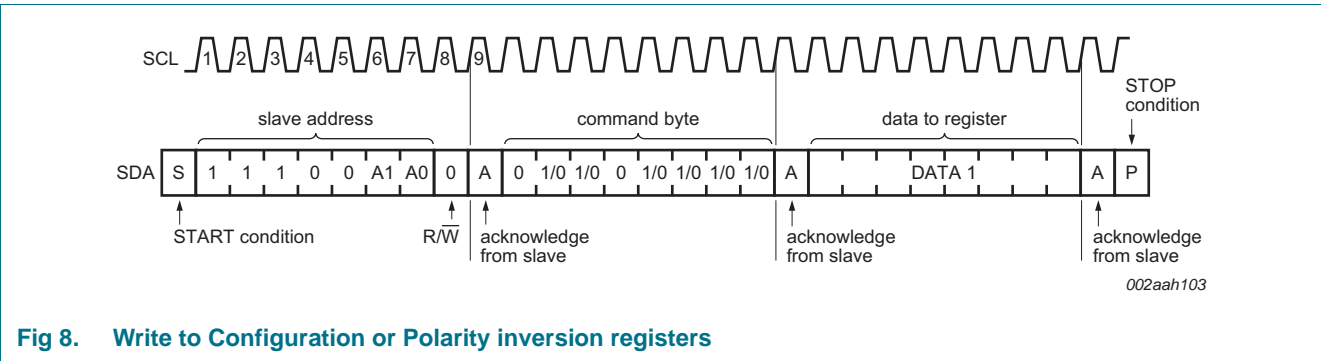 SCL 1 2 3 4 5 6 7 8 9
STOP
condition
slave address command byte data to register
SDA S 1 1 1 0 0 A1 A0 0 A 0 1/0 1/0 0 1/0 1/0 1/0 1/0 A DATA 1 A P
START condition R/W̅ acknowledge acknowledge acknowledge
from slave from slave from slave
002aah103
Fig 8. Write to Configuration or Polarity inversion registers